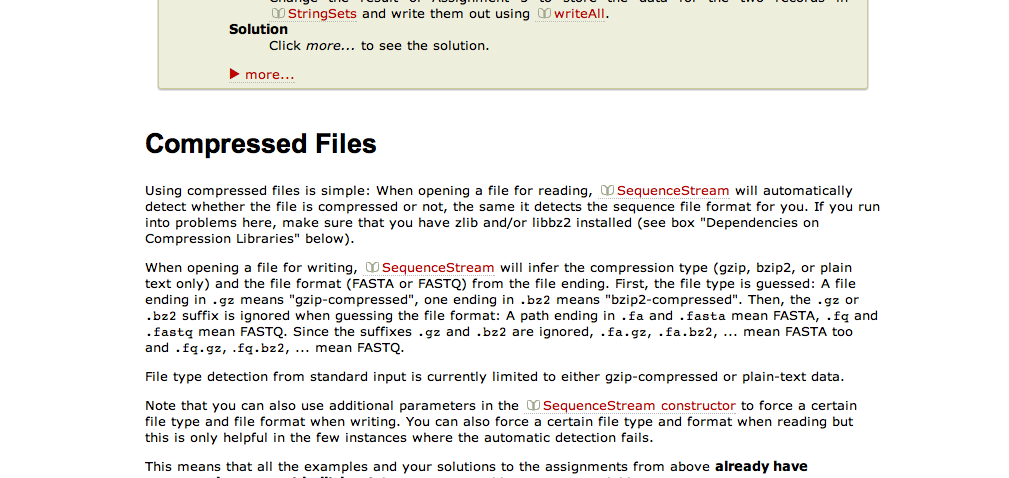 StringSets and write them out using writeAll.
Solution
Click more... to see the solution.
▶ more...
Compressed Files
Using compressed files is simple: When opening a file for reading, SequenceStream will automatically
detect whether the file is compressed or not, the same it detects the sequence file format for you. If you run
into problems here, make sure that you have zlib and/or libbz2 installed (see box "Dependencies on
Compression Libraries" below).
When opening a file for writing, SequenceStream will infer the compression type (gzip, bzip2, or plain
text only) and the file format (FASTA or FASTQ) from the file ending. First, the file type is guessed: A file
ending in .gz means "gzip-compressed", one ending in .bz2 means "bzip2-compressed". Then, the .gz or
.bz2 suffix is ignored when guessing the file format: A path ending in .fa and .fasta mean FASTA, .fq and
.fastq mean FASTQ. Since the suffixes .gz and .bz2 are ignored, .fa.gz, .fa.bz2, ... mean FASTA too
and .fq.gz, .fq.bz2, ... mean FASTQ.
File type detection from standard input is currently limited to either gzip-compressed or plain-text data.
Note that you can also use additional parameters in the SequenceStream constructor to force a certain
file type and file format when writing. You can also force a certain file type and format when reading but
this is only helpful in the few instances where the automatic detection fails.
This means that all the examples and your solutions to the assignments from above already have